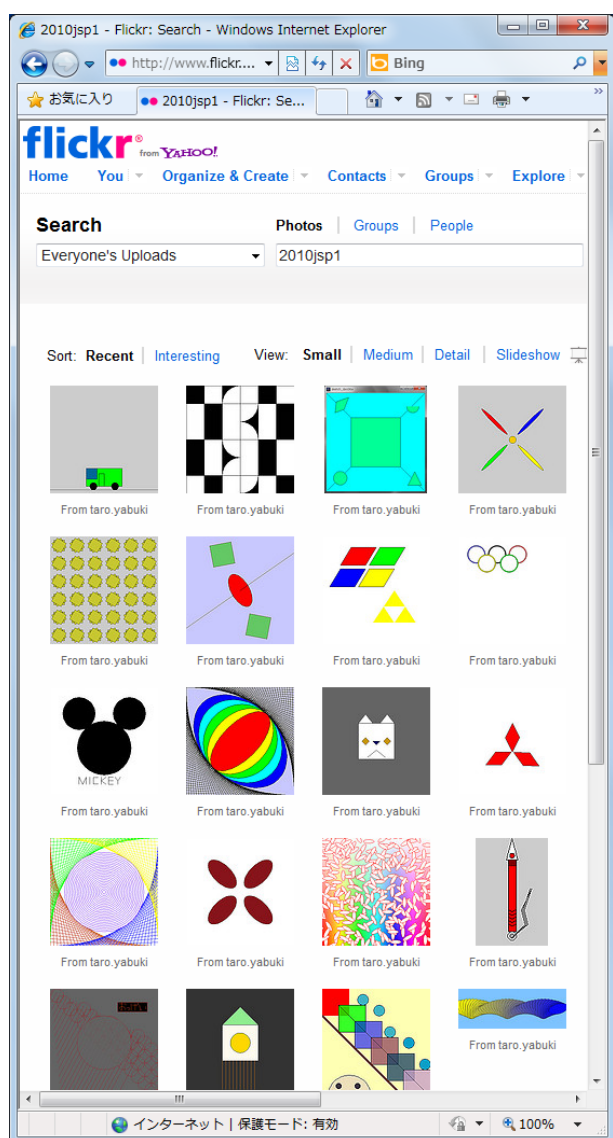 2010jsp1 - Flickr: Search - Windows Internet Explorer
http://www.flickr.... Bing
お気に入り 2010jsp1 - Flickr: Se...
flickr® from YAHOO!
Home You Organize & Create Contacts Groups Explore
Search Photos Groups People
Everyone's Uploads 2010jsp1
Sort: Recent Interesting View: Small Medium Detail Slideshow
From taro.yabuki From taro.yabuki From taro.yabuki From taro.yabuki
From taro.yabuki From taro.yabuki From taro.yabuki From taro.yabuki
MICKEY
From taro.yabuki From taro.yabuki From taro.yabuki From taro.yabuki
From taro.yabuki From taro.yabuki From taro.yabuki From taro.yabuki
From taro.yabuki
インターネット | 保護モード: 有効 100%